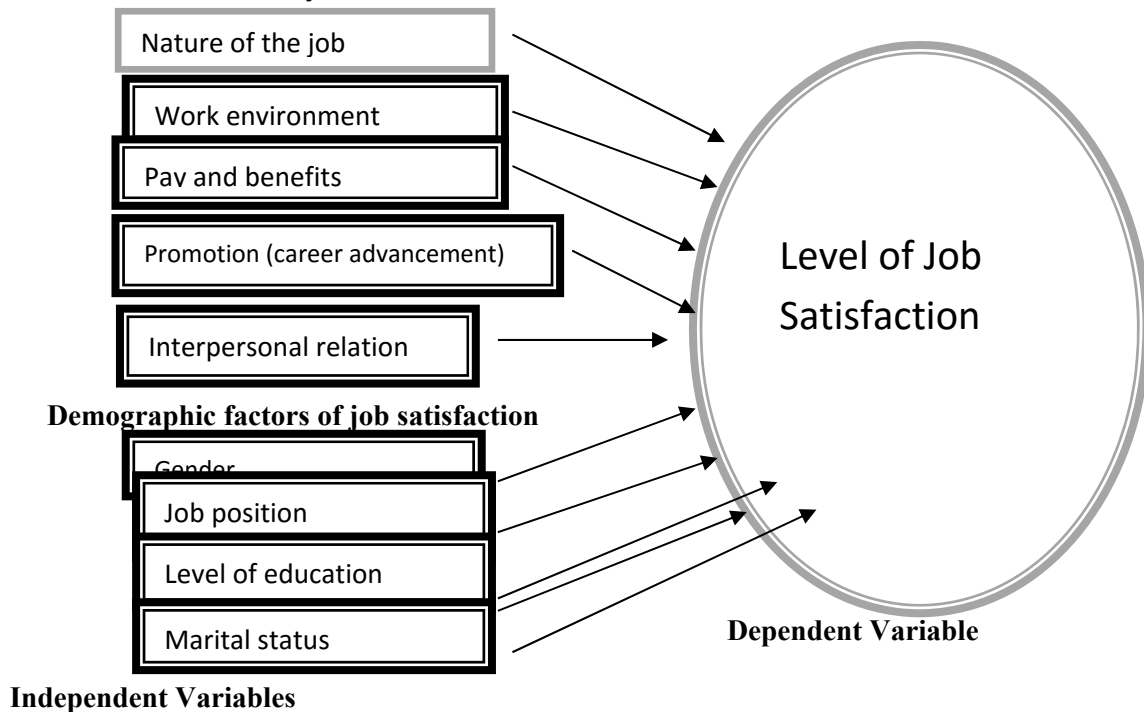 Nature of the job
Work environment
Pay and benefits
Promotion (career advancement)
Interpersonal relation
Demographic factors of job satisfaction
Gender
Job position
Level of education
Marital status
Independent Variables
Level of Job
Satisfaction
Dependent Variable